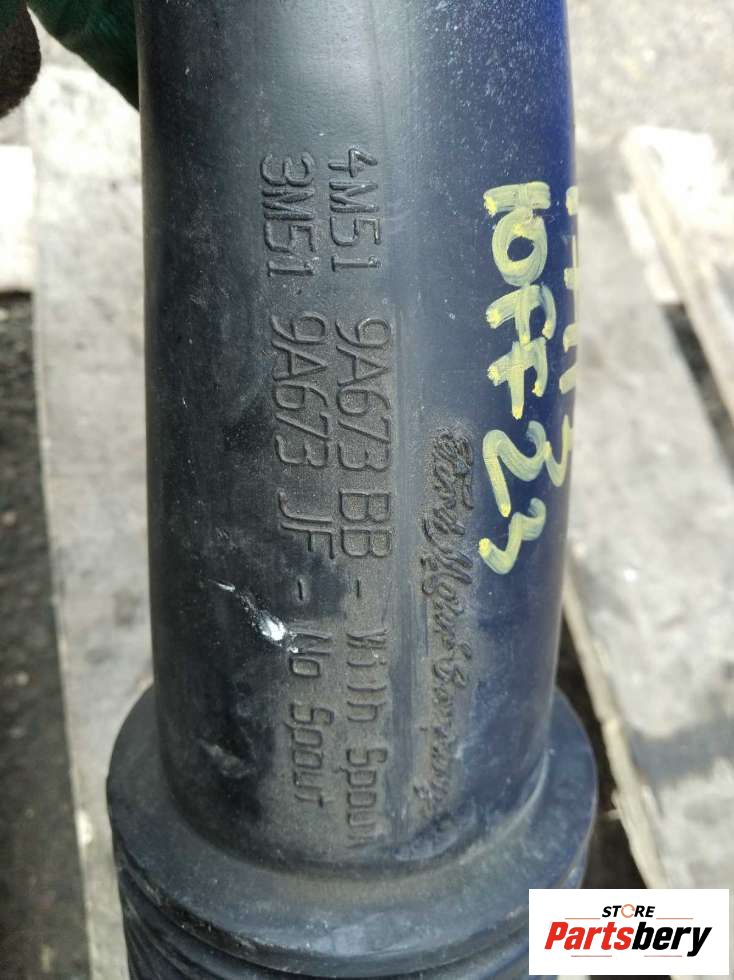 4M51 9A673 BB - With Spout
3M51 9A673 JF - No Spout
Ford Motor Company
10FF23
STORE
Partsbery